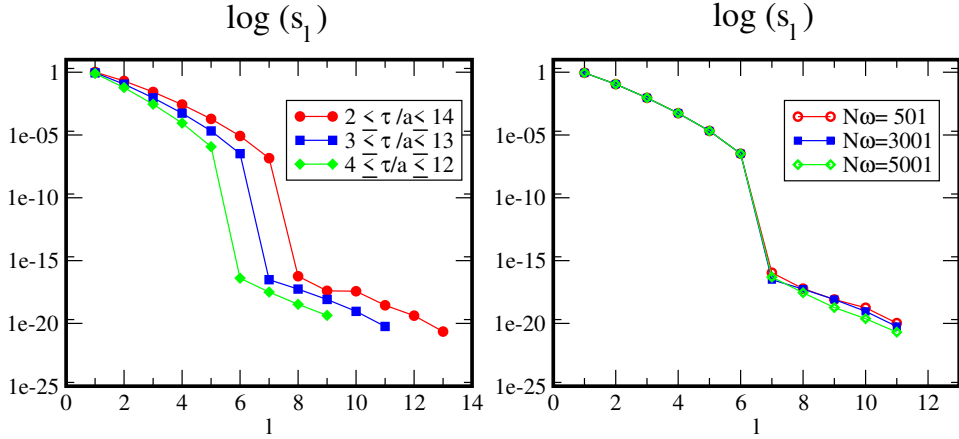 log (s_l)
1
1e-05
1e-10
1e-15
1e-20
1e-25
0 2 4 6 8 10 12 14
l
2 ≤ τ /a ≤ 14
3 ≤ τ /a ≤ 13
4 ≤ τ/a ≤ 12
log (s_l)
1
1e-05
1e-10
1e-15
1e-20
1e-25
0 2 4 6 8 10 12
l
Nω= 501
Nω=3001
Nω=5001